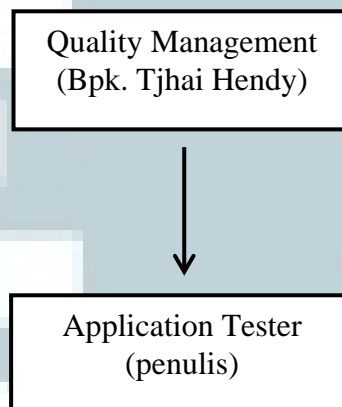 Quality Management
(Bpk. Tjhai Hendy)
Application Tester
(penulis)